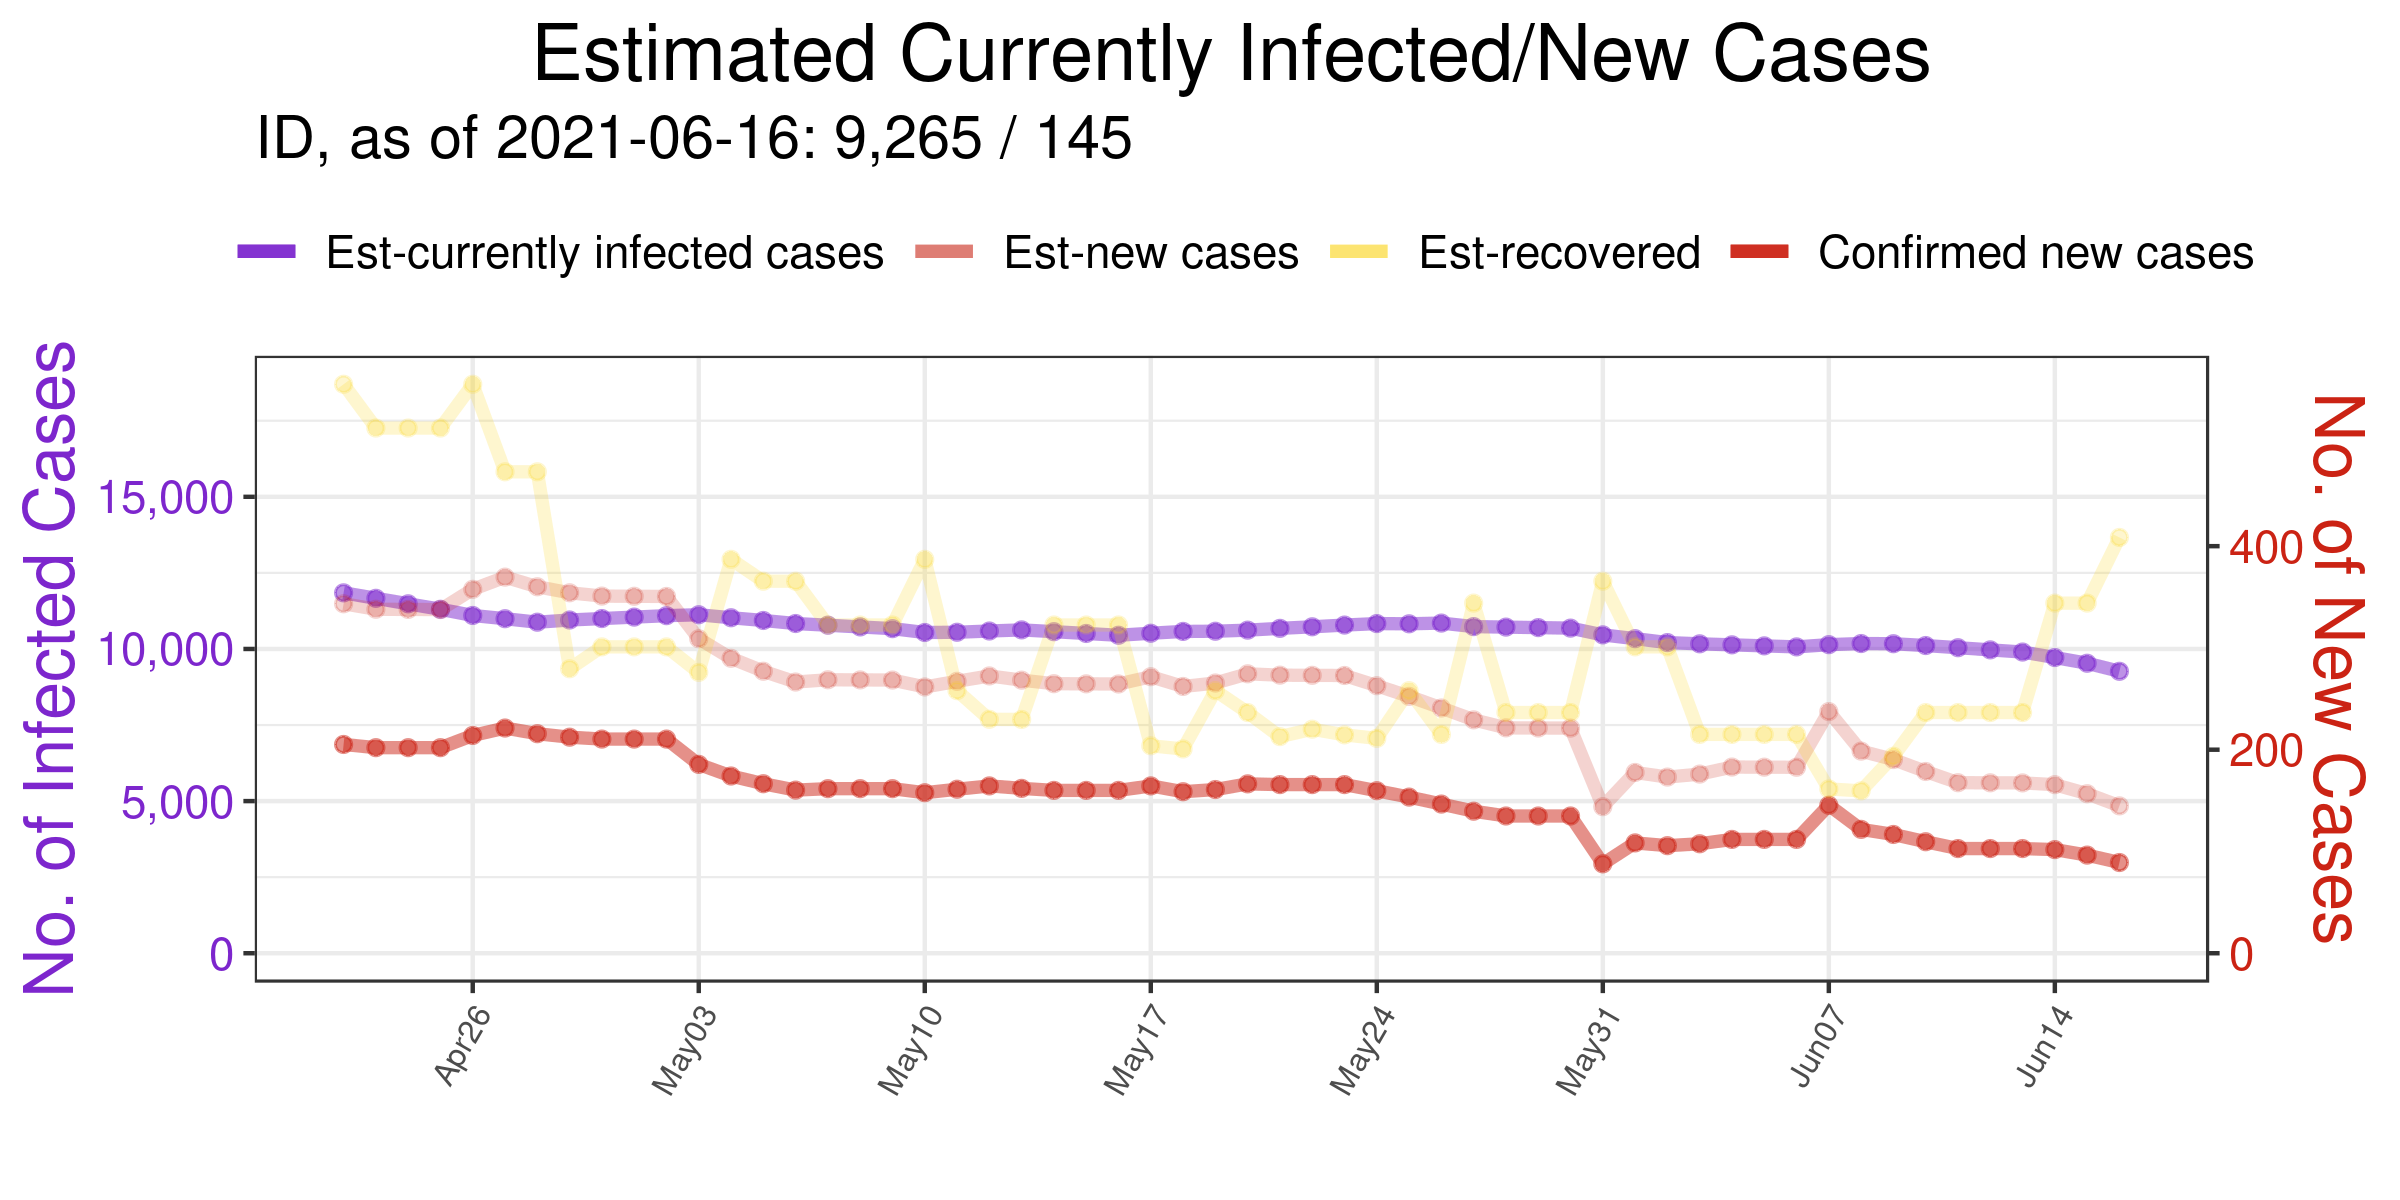 Estimated Currently Infected/New Cases
ID, as of 2021-06-16: 9,265 / 145
Est-currently infected cases Est-new cases Est-recovered Confirmed new cases
No. of Infected Cases
15,000
10,000
5,000
0
400
200
0
No. of New Cases
Apr26 May03 May10 May17 May24 May31 Jun07 Jun14